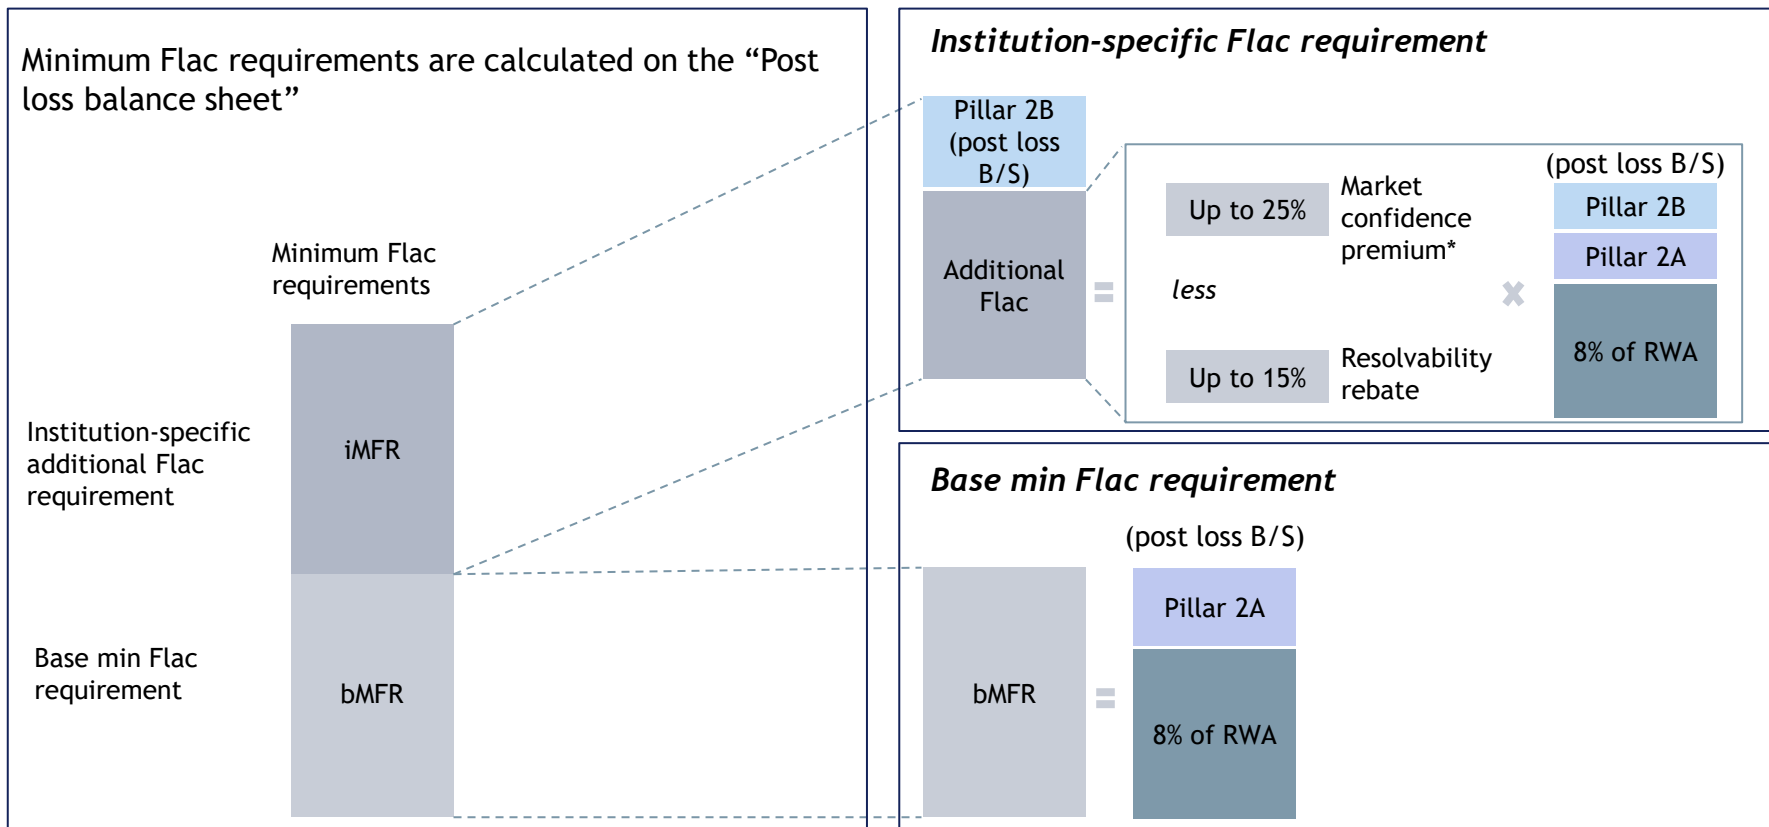 Minimum Flac requirements are calculated on the “Post
loss balance sheet”
Minimum Flac
requirements
Institution-specific
additional Flac
requirement
iMFR
Base min Flac
requirement
bMFR
Institution-specific Flac requirement
Pillar 2B
(post loss
B/S)
Additional
Flac
=
Up to 25%
Market
confidence
premium*
less
Up to 15%
Resolvability
rebate
×
(post loss B/S)
Pillar 2B
Pillar 2A
8% of RWA
Base min Flac requirement
bMFR
=
(post loss B/S)
Pillar 2A
8% of RWA